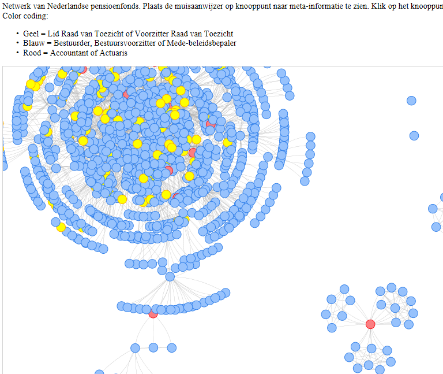 Netwerk van Nederlandse pensioenfonds. Plaats de muisaanwijzer op knooppunt naar meta-informatie te zien. Klik op het knooppun
Color coding:
Geel = Lid Raad van Toezicht of Voorzitter Raad van Toezicht
Blauw = Bestuurder, Bestuursvoorzitter of Mede-beleidsbepaler
Rood = Accountant of Actuaris